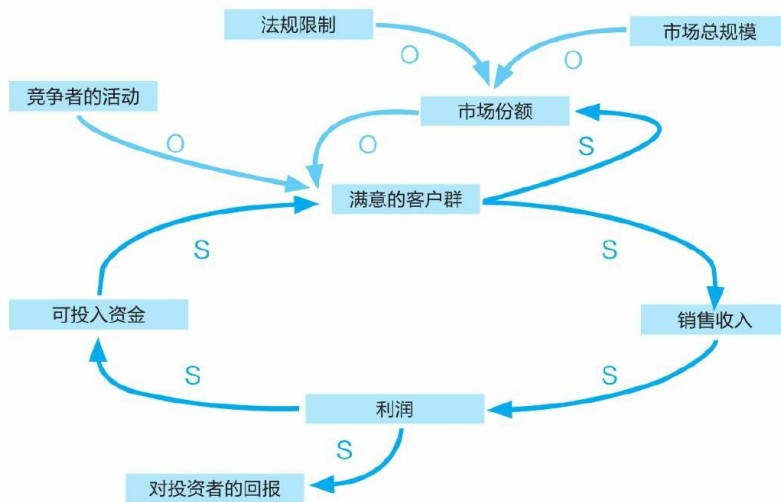 法规限制
市场总规模
O
O
竞争者的活动
市场份额
O
O
S
满意的客户群
S
S
可投入资金
销售收入
S
S
利润
S
对投资者的回报